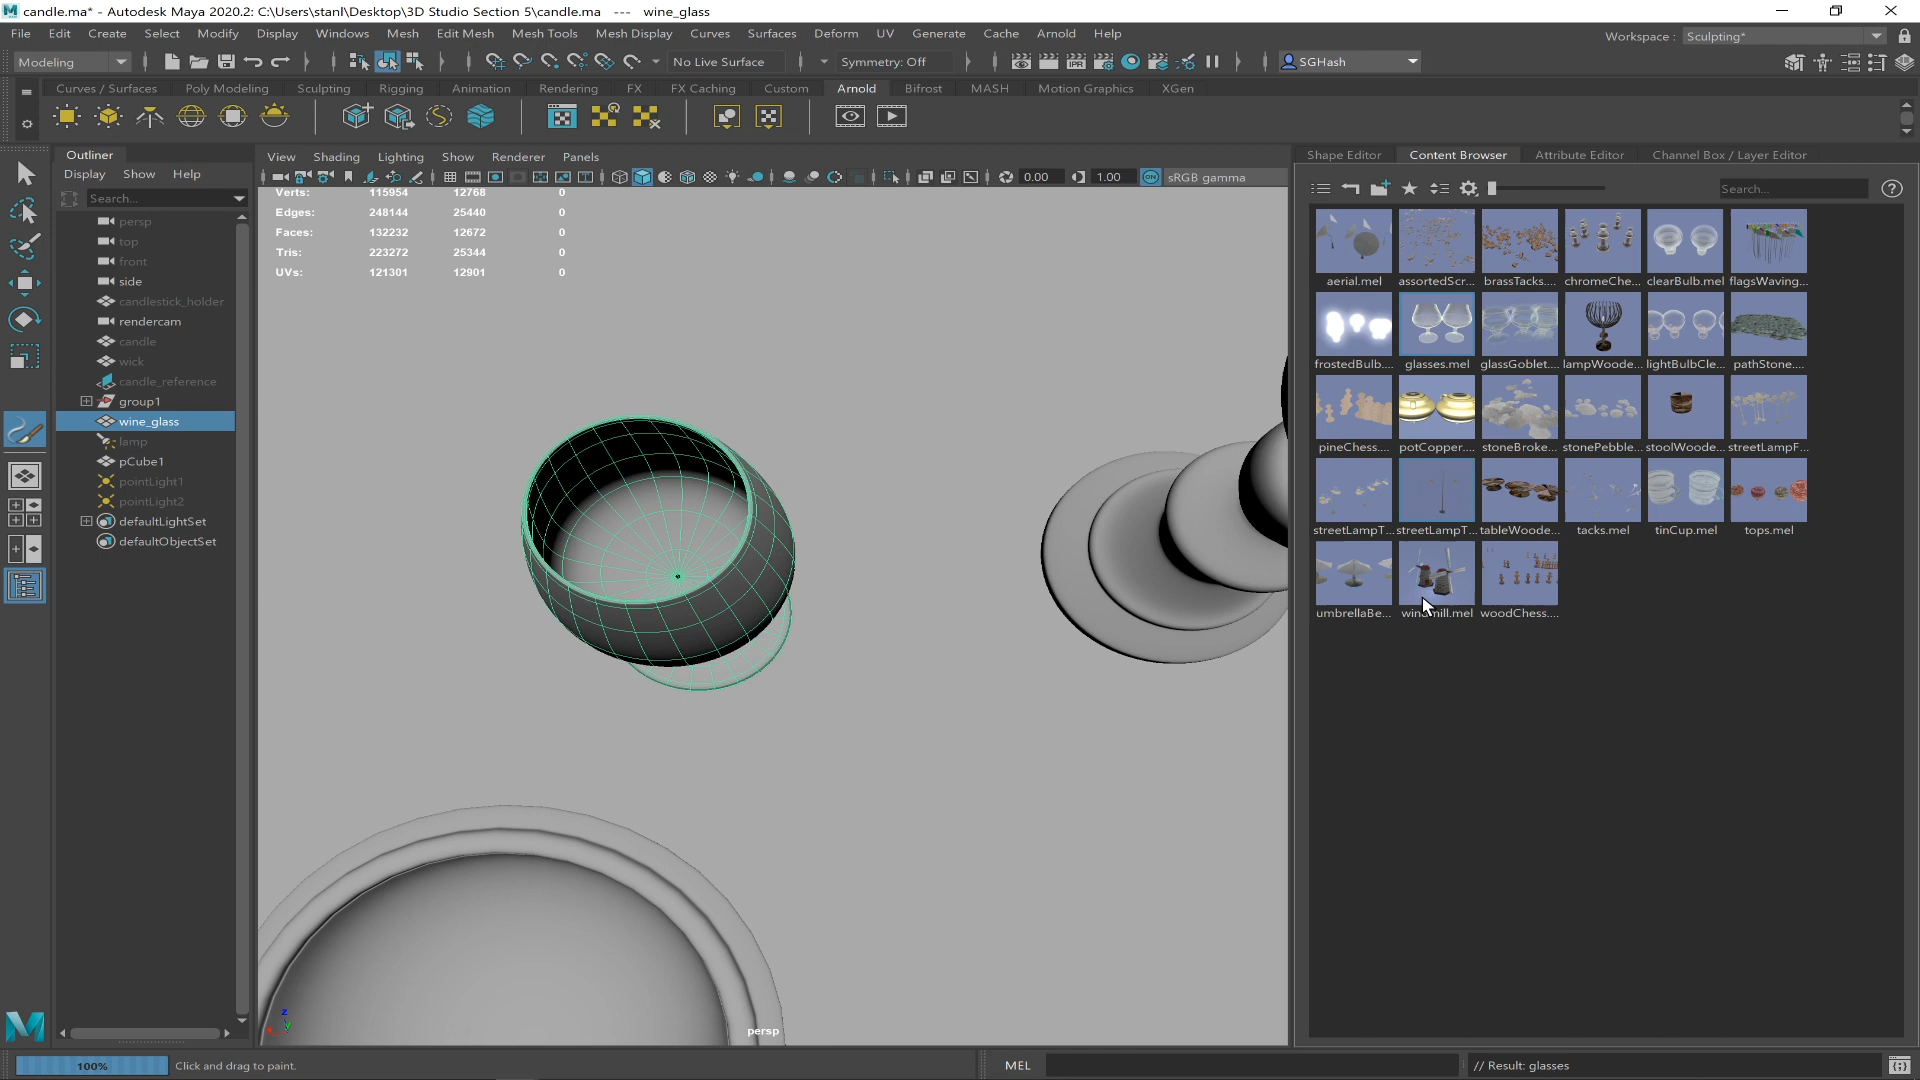 candle.ma* - Autodesk Maya 2020.2: C:\Users\stanl\Desktop\3D Studio Section 5\candle.ma --- wine_glass
File Edit Create Select Modify Display Windows Mesh Edit Mesh Mesh Tools Mesh Display Curves Surfaces Deform UV Generate Cache Arnold Help
Workspace : Sculpting*
Modeling No Live Surface Symmetry: Off SGHash
Curves / Surfaces Poly Modeling Sculpting Rigging Animation Rendering FX FX Caching Custom Arnold Bifrost MASH Motion Graphics XGen
Outliner
Display Show Help
Search...
persp
top
front
side
candlestick_holder
rendercam
candle
wick
candle_reference
group1
wine_glass
lamp
pCube1
pointLight1
pointLight2
defaultLightSet
defaultObjectSet
View Shading Lighting Show Renderer Panels
0.00 1.00 ON sRGB gamma
Verts: 115954 12768 0
Edges: 248144 25440 0
Faces: 132232 12672 0
Tris: 223272 25344 0
UVs: 121301 12901 0
z
persp
Shape Editor Content Browser Attribute Editor Channel Box / Layer Editor
Search...
aerial.mel assortedScr... brassTacks.... chromeChe... clearBulb.mel flagsWaving...
frostedBulb.... glasses.mel glassGoblet.... lampWoode... lightBulbCle... pathStone....
pineChess.... potCopper.... stoneBroke... stonePebble... stoolWoode... streetLampF...
streetLampT... streetLampT... tableWoode... tacks.mel tinCup.mel tops.mel
umbrellaBe... windmill.mel woodChess....
100% Click and drag to paint. MEL // Result: glasses